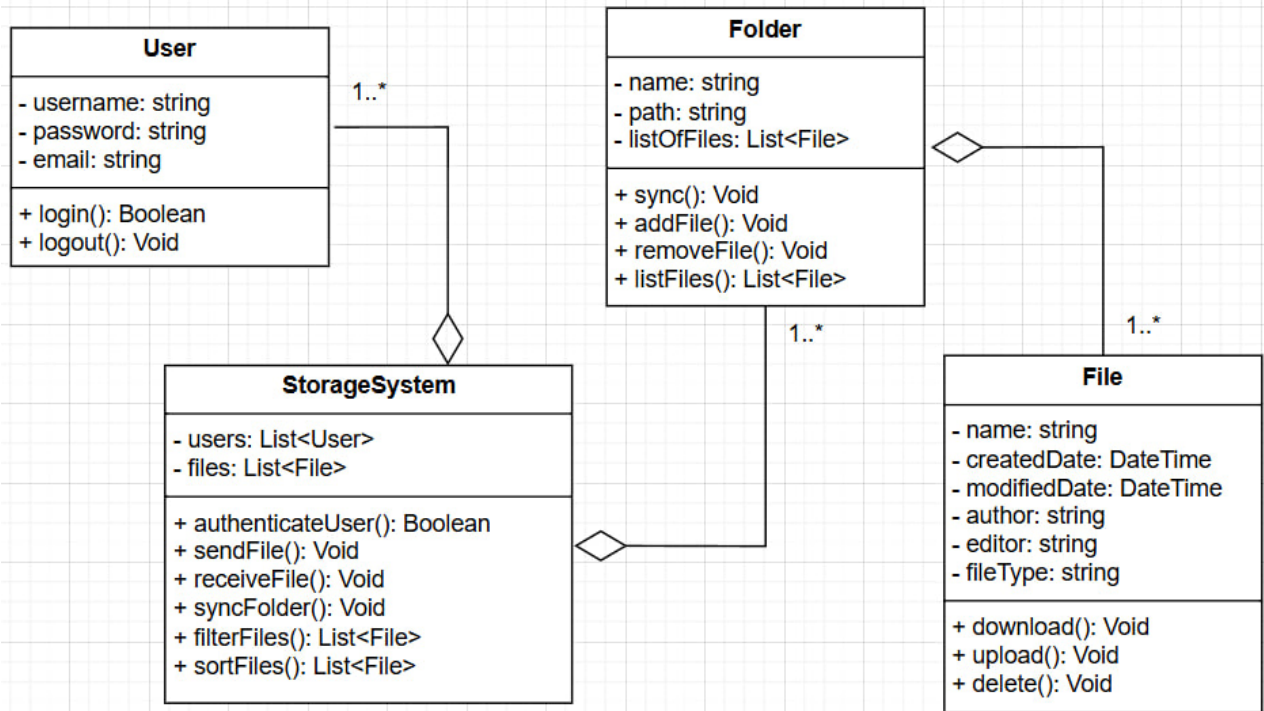 User
- username: string
- password: string
- email: string
+ login(): Boolean
+ logout(): Void
1..*
Folder
- name: string
- path: string
- listOfFiles: List<File>
+ sync(): Void
+ addFile(): Void
+ removeFile(): Void
+ listFiles(): List<File>
1..*
1..*
StorageSystem
- users: List<User>
- files: List<File>
+ authenticateUser(): Boolean
+ sendFile(): Void
+ receiveFile(): Void
+ syncFolder(): Void
+ filterFiles(): List<File>
+ sortFiles(): List<File>
File
- name: string
- createdDate: DateTime
- modifiedDate: DateTime
- author: string
- editor: string
- fileType: string
+ download(): Void
+ upload(): Void
+ delete(): Void